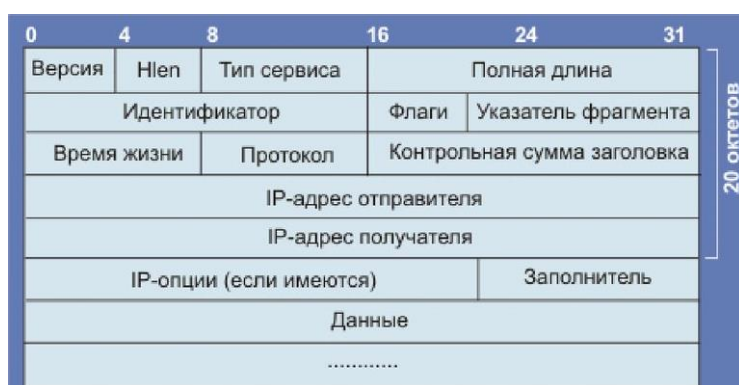 0 4 8 16 24 31
Версия Hlen Тип сервиса Полная длина
Идентификатор Флаги Указатель фрагмента
Время жизни Протокол Контрольная сумма заголовка
IP-адрес отправителя
IP-адрес получателя
IP-опции (если имеются) Заполнитель
Данные
............
20 октетов